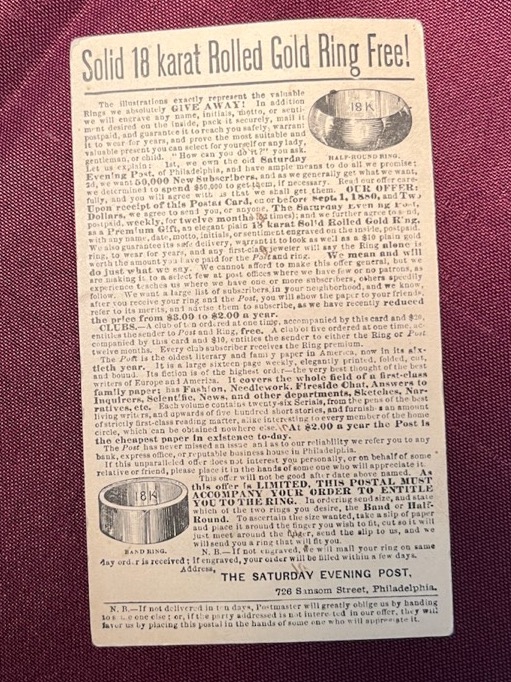 Solid 18 karat Rolled Gold Ring Free!
The illustrations exactly represent the valuable
Rings we absolutely GIVE AWAY! In addition
we will engrave any name, initials, motto, or senti-
ment desired on the inside, pack it securely, mail it
postpaid, and guarantee it to reach you safely, warrant
it to wear for years, and prove the most suitable and
valuable present you can select for yourself or any lady,
gentleman, or child. "How can you do it?" you ask.
Let us explain: 1st, we own the old Saturday
18K
HALF-ROUND RING.
Evening Post, of Philadelphia, and have ample means to do all we promise;
2d, we want 50,000 New Subscribers, and as we generally get what we want,
we determined to spend $50,000 to get them, if necessary. Read our offer care-
fully, and you will agree with us that we shall get them. OUR OFFER:
Upon receipt of this Postal Card, on or before Sept. 1, 1880, and Two
Dollars, we agree to send you, or anyone, The Saturday Evening Post,
postpaid, weekly, for twelve months times); and we further agree to send,
as a Premium Gift, an elegant plain 18 karat Solid Rolled Gold Ring,
with any name, date, motto, initials, or sentiment engraved on the inside, postpaid.
We also guarantee its safe delivery, warrant it to look as well as a $10 plain gold
ring, to wear for years, and any first-class jeweler will say the Ring alone is
worth the amount you have paid for the Post and ring. We mean and will
do just what we say. We cannot afford to make this offer general, but we
are making it to a select few at post offices where we have few or no patrons, as
experience teaches us where we have one or more subscribers, others speedily
follow. We want a large list of subscribers in your neighborhood, and we know,
after you receive your ring and the Post, you will show the paper to your friends,
refer to its merits, and advise them to subscribe, as we have recently reduced
the price from $3.00 to $2.00 a year.
CLUBS.—A club of ten ordered at one time, accompanied by this card and $20,
entitles the sender to Post and Ring, free. A club of five ordered at one time, ac-
companied by this card and $10, entitles the sender to either the Ring or Post
twelve months. Every club subscriber receives the Ring premium.
The Post is the oldest literary and family paper in America, now in its six-
tieth year. It is a large sixteen page weekly, elegantly printed, folded, cut,
and bound. Its fiction is of the highest order—the very best thought of the best
writers of Europe and America. It covers the whole field of a first-class
family paper; has Fashion, Needlework, Fireside Chat, Answers to
Inquirers, Scientific, News, and other departments, Sketches, Nar-
ratives, etc. Each volume contains twenty-six Serials, from the pens of the best
living writers, and upwards of five hundred short stories, and furnishes an amount
of strictly first-class reading matter, alike interesting to every member of the home
circle, which can be obtained nowhere else. At $2.00 a year the Post is
the cheapest paper in existence to-day.
The Post has never missed an issue and as to our reliability we refer you to any
bank, express office, or reputable business house in Philadelphia.
If this unparalleled offer does not interest you personally, or on behalf of some
relative or friend, please place it in the hands of some one who will appreciate it.
This offer will not be good after date above named. As
this offer is LIMITED, THIS POSTAL MUST
ACCOMPANY YOUR ORDER TO ENTITLE
YOU TO THE RING. In ordering send size, and state
which of the two rings you desire, the Band or Half-
Round. To ascertain the size wanted, take a slip of paper
and place it around the finger you wish to fit, cut so it will
just meet around the finger, send the slip to us, and we
will send you a ring that will fit you.
18K
BAND RING.
N. B.—If not engraved, we will mail your ring on same
day order is received; If engraved, your order will be filled within a few days.
Address, THE SATURDAY EVENING POST,
726 Sansom Street, Philadelphia.
N. B.—If not delivered in ten days, Postmaster will greatly oblige us by handing
to some one else; or, if the party addressed is not interested in our offer, they will
favor us by placing this postal in the hands of some one who will appreciate it.